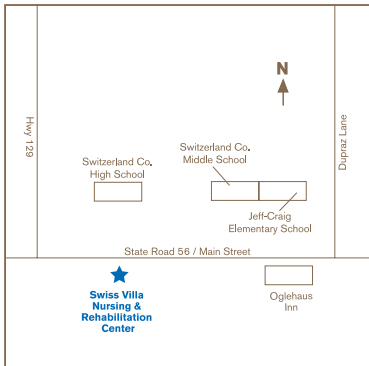 N
Hwy 129
Dupraz Lane
Switzerland Co.
High School
Switzerland Co.
Middle School
Jeff-Craig
Elementary School
State Road 56 / Main Street
Swiss Villa
Nursing &
Rehabilitation
Center
Oglehaus
Inn